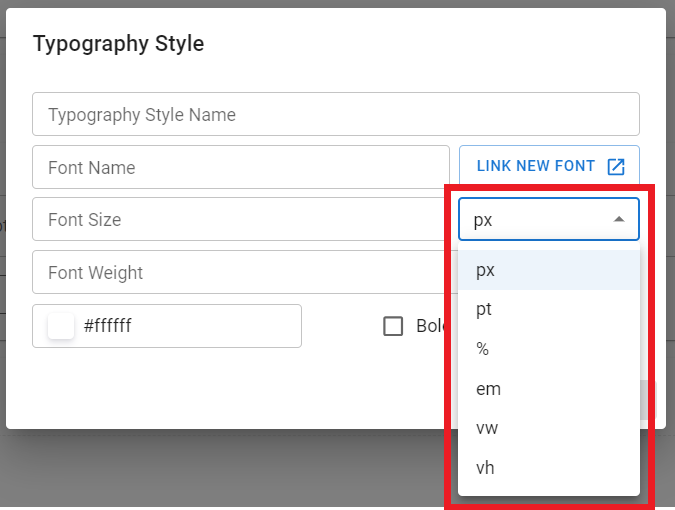 Typography Style
Typography Style Name
Font Name
LINK NEW FONT
Font Size
px
Font Weight
px
pt
%
em
vw
vh
#ffffff